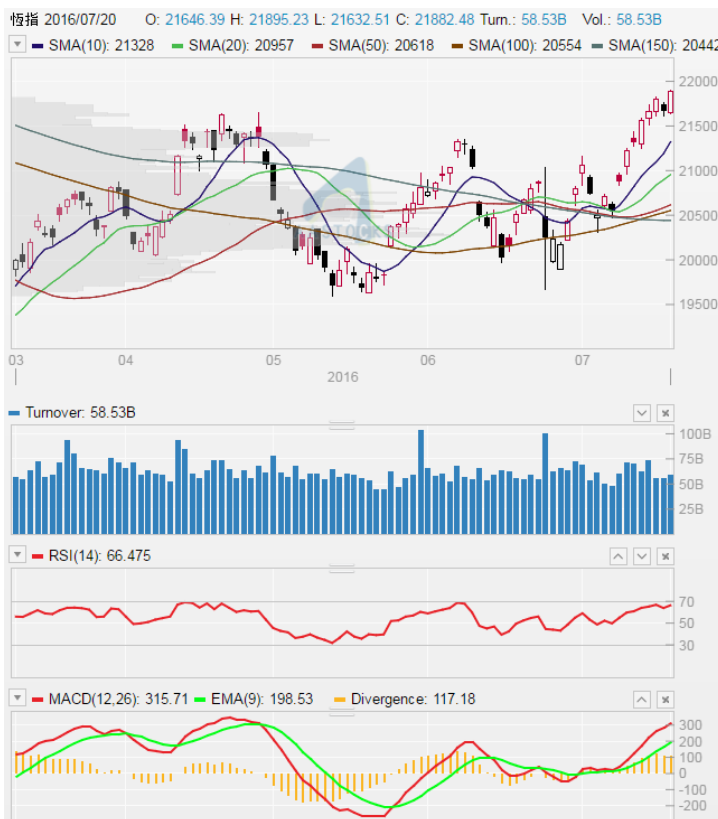 恆指 2016/07/20 O: 21646.39 H: 21895.23 L: 21632.51 C: 21882.48 Turn.: 58.53B Vol.: 58.53B
SMA(10): 21328 SMA(20): 20957 SMA(50): 20618 SMA(100): 20554 SMA(150): 20442
22000
21500
21000
20500
20000
19500
03 04 05 06 07
2016
Turnover: 58.53B
100B
75B
50B
25B
RSI(14): 66.475
70
50
30
MACD(12,26): 315.71 EMA(9): 198.53 Divergence: 117.18
300
200
100
0
-100
-200